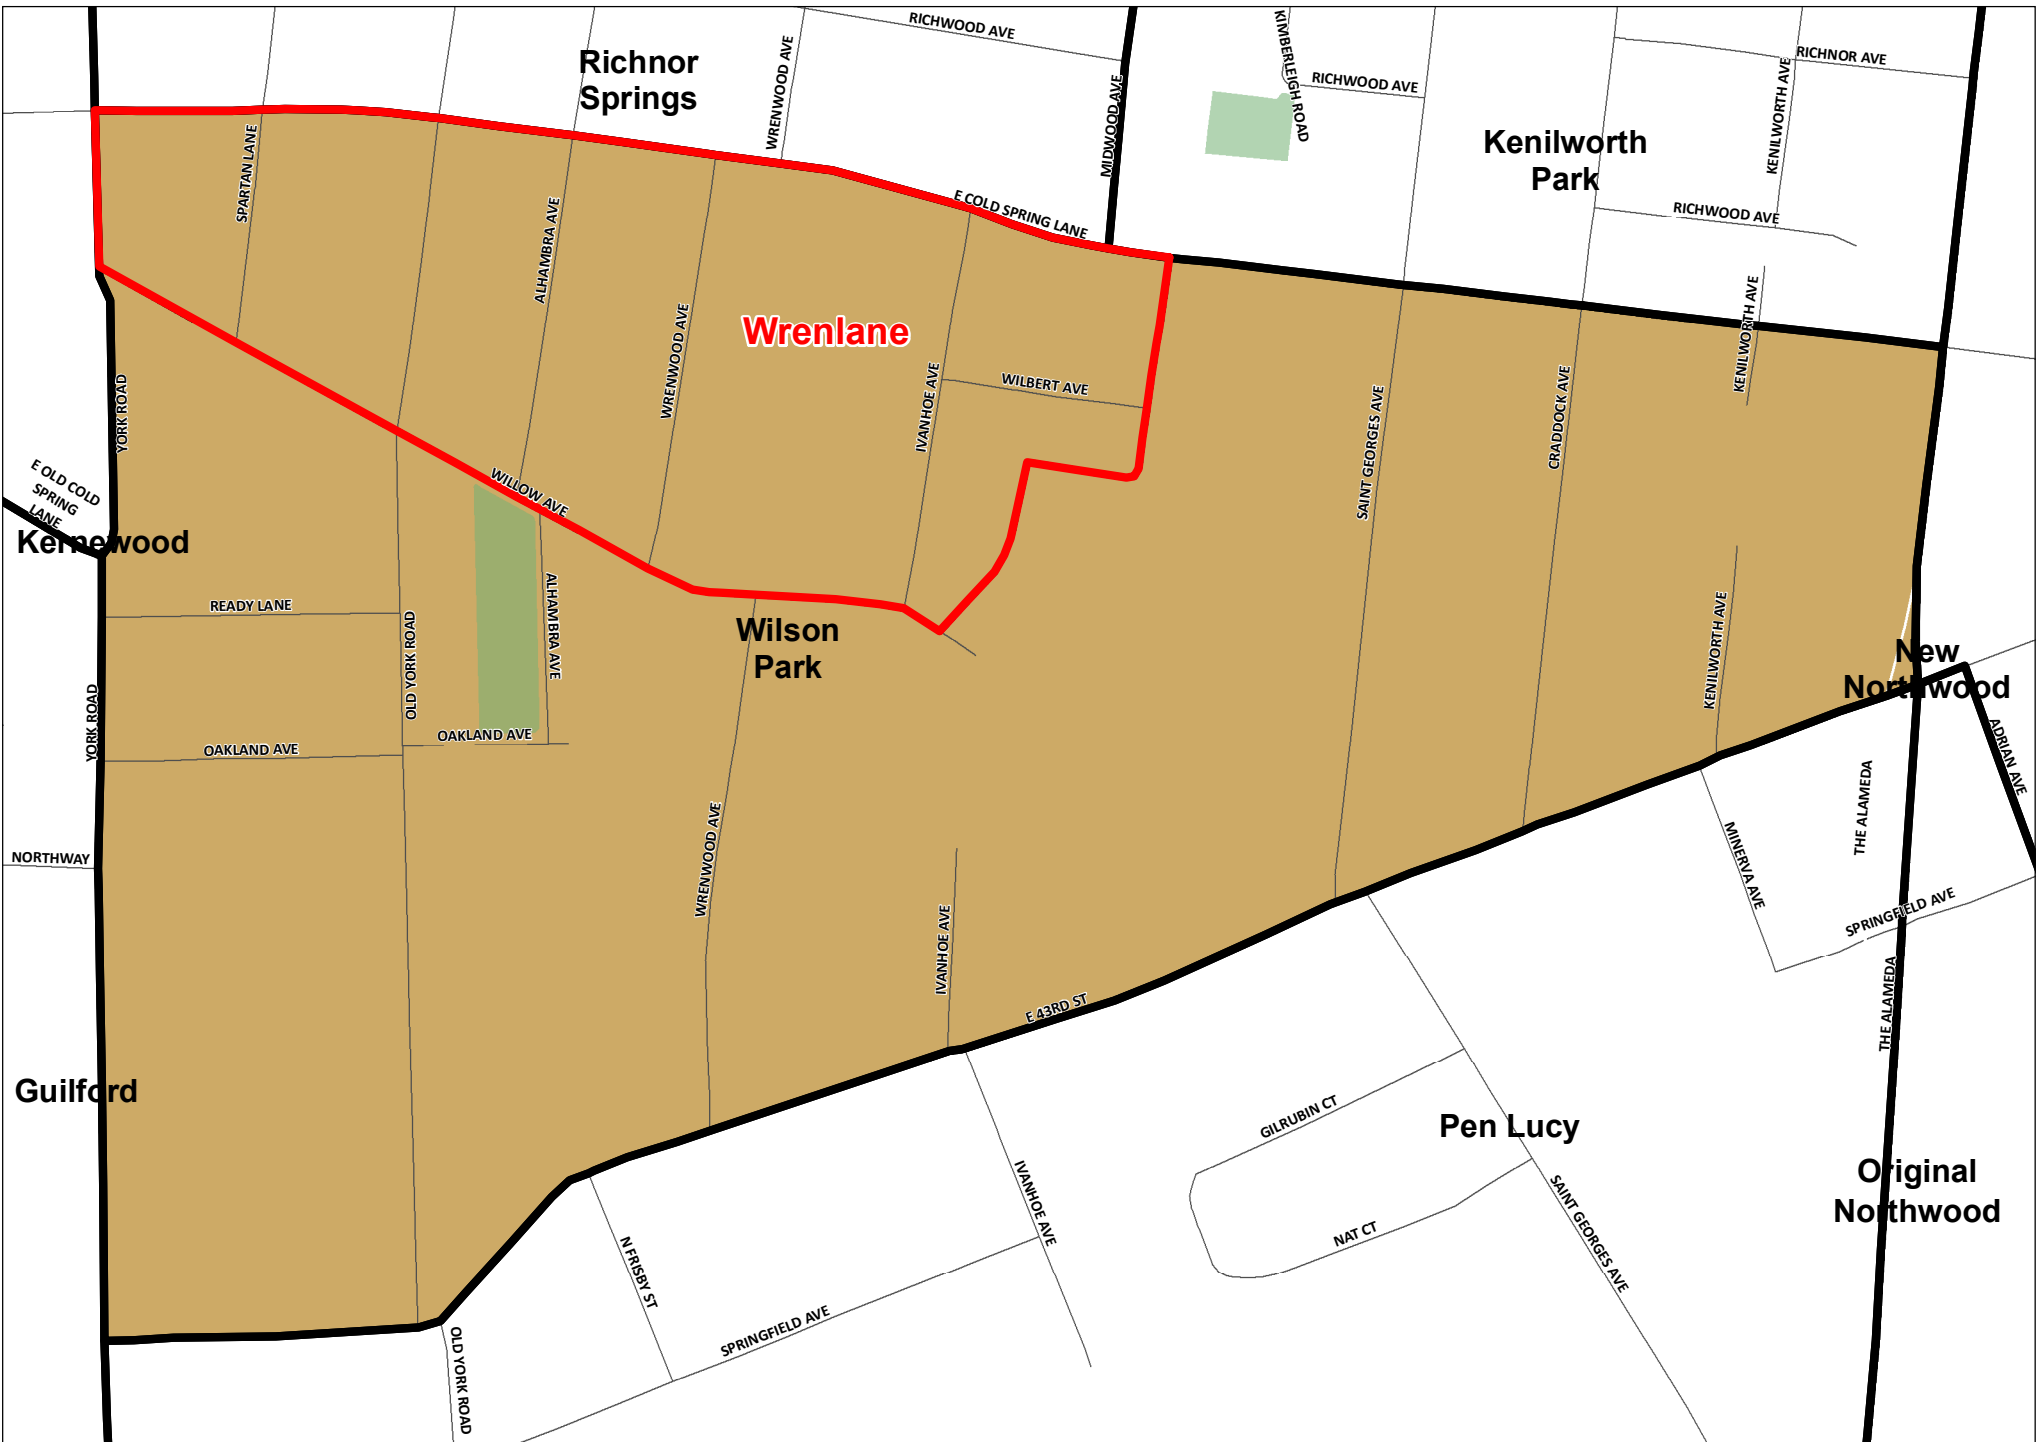 RICHWOOD AVE
Richnor
Springs
WRENWOOD AVE
MIDWOOD AVE
KIMBERLEIGH ROAD
RICHWOOD AVE
RICHNOR AVE
KENILWORTH AVE
Kenilworth
Park
RICHWOOD AVE
SPARTAN LANE
ALHAMBRA AVE
E COLD SPRING LANE
WRENWOOD AVE
Wrenlane
IVANHOE AVE
WILBERT AVE
SAINT GEORGES AVE
CRADDOCK AVE
KENILWORTH AVE
YORK ROAD
E OLD COLD
SPRING
LANE
Kernewood
WILLOW AVE
READY LANE
OLD YORK ROAD
ALHAMBRA AVE
Wilson
Park
KENILWORTH AVE
New
Northwood
YORK ROAD
OAKLAND AVE
OAKLAND AVE
ADRIAN AVE
THE ALAMEDA
NORTHWAY
WRENWOOD AVE
MINERVA AVE
SPRINGFIELD AVE
IVANHOE AVE
E 43RD ST
THE ALAMEDA
Guilford
GILRUBIN CT
Pen Lucy
Original
Northwood
IVANHOE AVE
NAT CT
SAINT GEORGES AVE
N FRISBY ST
SPRINGFIELD AVE
OLD YORK ROAD